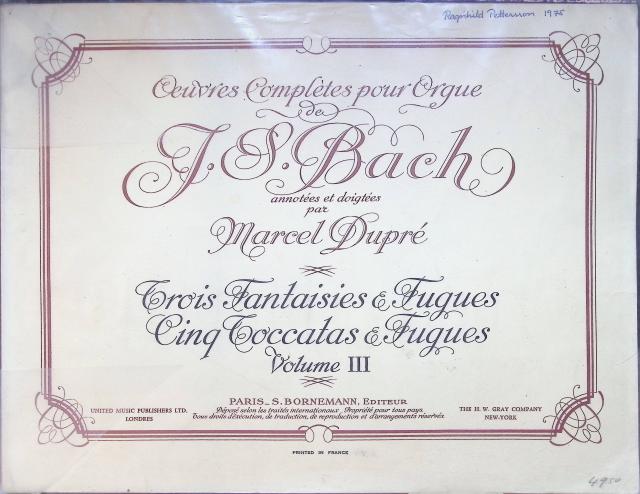 Ragnhild Pettersson 1975
Oeuvres Complètes pour Orgue
de
J. S. Bach
annotées et doigtées
par
Marcel Dupré
Trois Fantaisies & Fugues
Cinq Toccatas & Fugues
Volume III
PARIS_S. BORNEMANN, EDITEUR
UNITED MUSIC PUBLISHERS LTD.
LONDRES
Déposé selon les traités internationaux Propriété pour tous pays
Tous droits d'exécution, de traduction, de reproduction et d'arrangements réservés
THE H. W. GRAY COMPANY
NEW-YORK
PRINTED IN FRANCE
4950